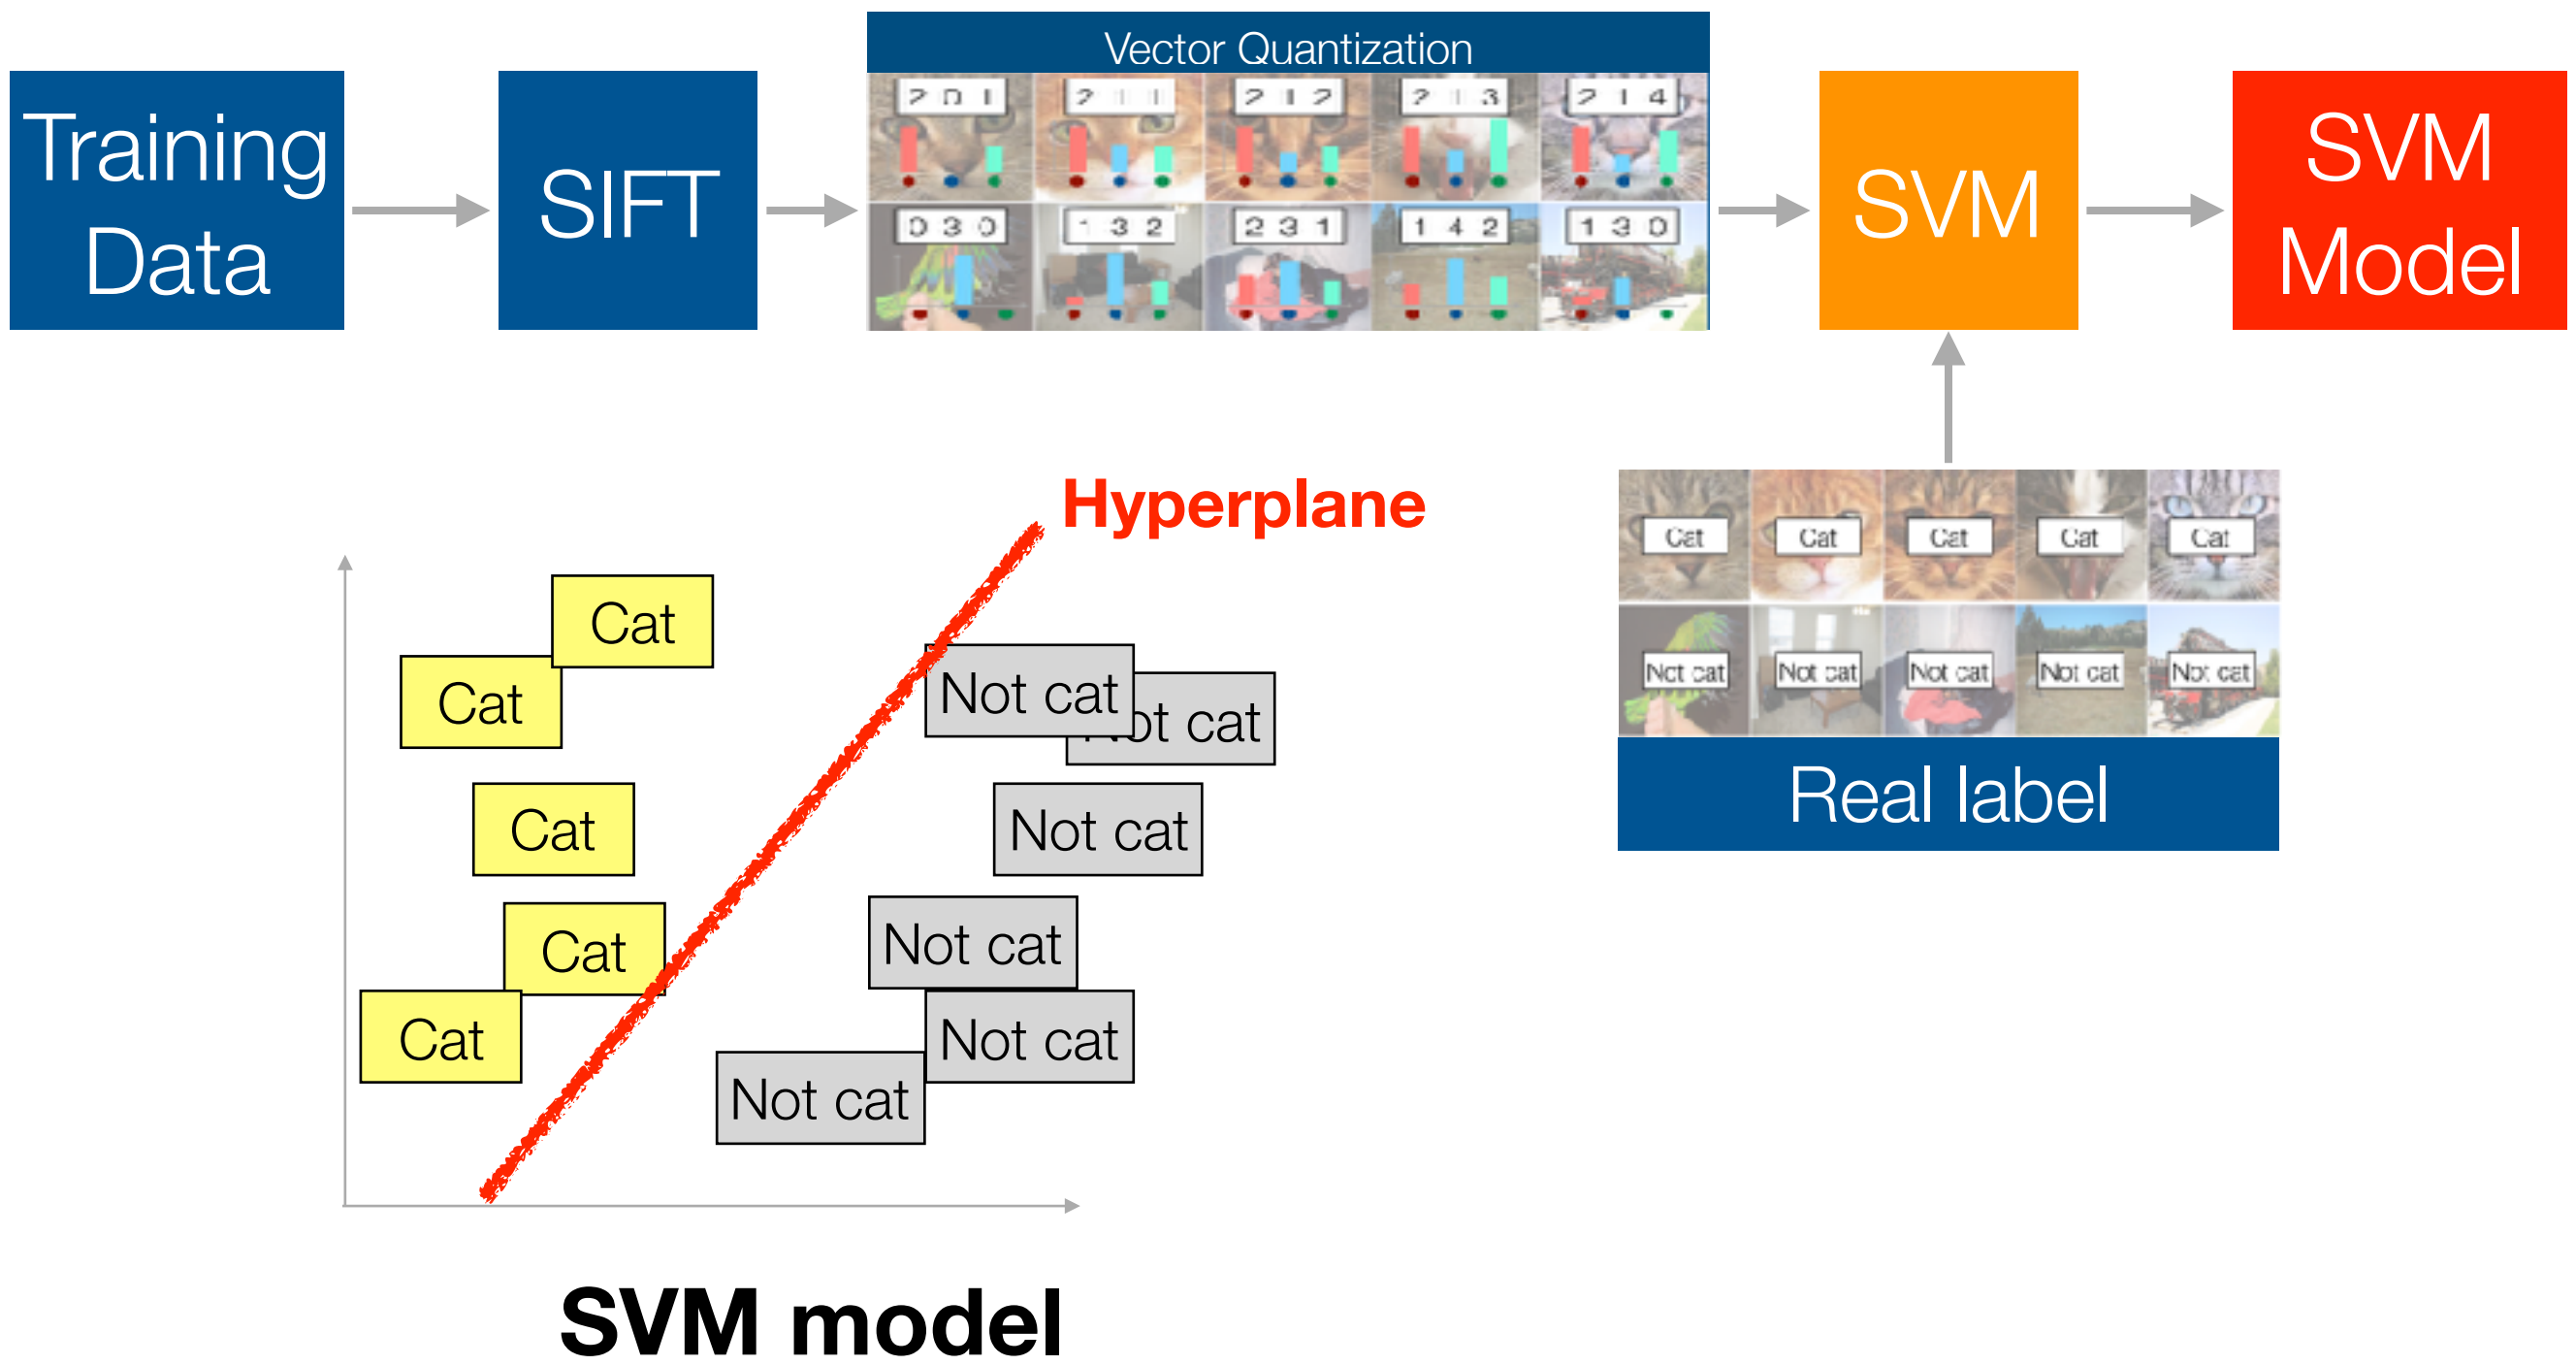 Vector Quantization
Training
Data
SIFT
2 0 1
2 1 1
2 1 2
2 1 3
2 1 4
0 3 0
1 3 2
2 3 1
1 4 2
1 3 0
SVM
SVM
Model
Hyperplane
Cat
Cat
Cat
Cat
Cat
Not cat
Not cat
Not cat
Not cat
Not cat
Not cat
Cat
Cat
Cat
Cat
Cat
Not cat
Not cat
Not cat
Not cat
Not cat
Real label
SVM model